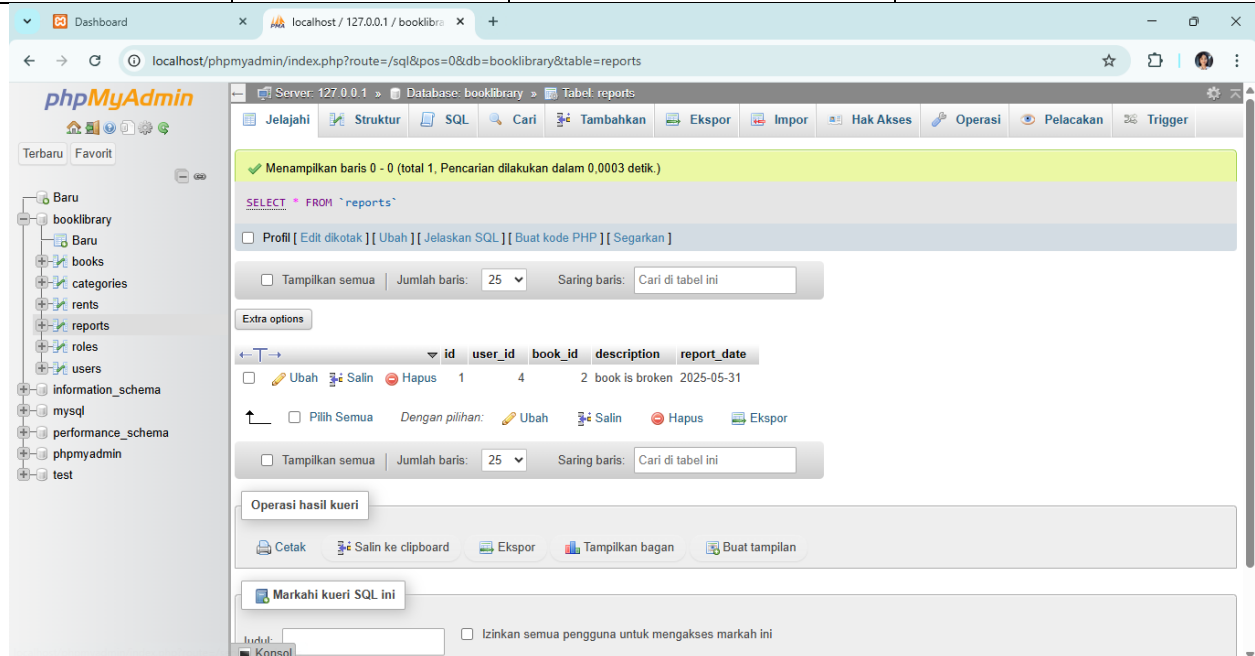 Dashboard
localhost / 127.0.0.1 / booklibra
localhost/phpmyadmin/index.php?route=/sql&pos=0&db=booklibrary&table=reports
phpMyAdmin
Terbaru Favorit
Baru
booklibrary
Baru
books
categories
rents
reports
roles
users
information_schema
mysql
performance_schema
phpmyadmin
test
Server: 127.0.0.1 » Database: booklibrary » Tabel: reports
Jelajahi Struktur SQL Cari Tambahkan Ekspor Impor Hak Akses Operasi Pelacakan Trigger
Menampilkan baris 0 - 0 (total 1, Pencarian dilakukan dalam 0,0003 detik.)
SELECT * FROM `reports`
Profil [ Edit dikotak ] [ Ubah ] [ Jelaskan SQL ] [ Buat kode PHP ] [ Segarkan ]
Tampilkan semua | Jumlah baris: 25 Saring baris: Cari di tabel ini
Extra options
←T→ id user_id book_id description report_date
Ubah Salin Hapus 1 4 2 book is broken 2025-05-31
Pilih Semua Dengan pilihan: Ubah Salin Hapus Ekspor
Tampilkan semua | Jumlah baris: 25 Saring baris: Cari di tabel ini
Operasi hasil kueri
Cetak Salin ke clipboard Ekspor Tampilkan bagan Buat tampilan
Markahi kueri SQL ini
Judul: Izinkan semua pengguna untuk mengakses markah ini
Konsol